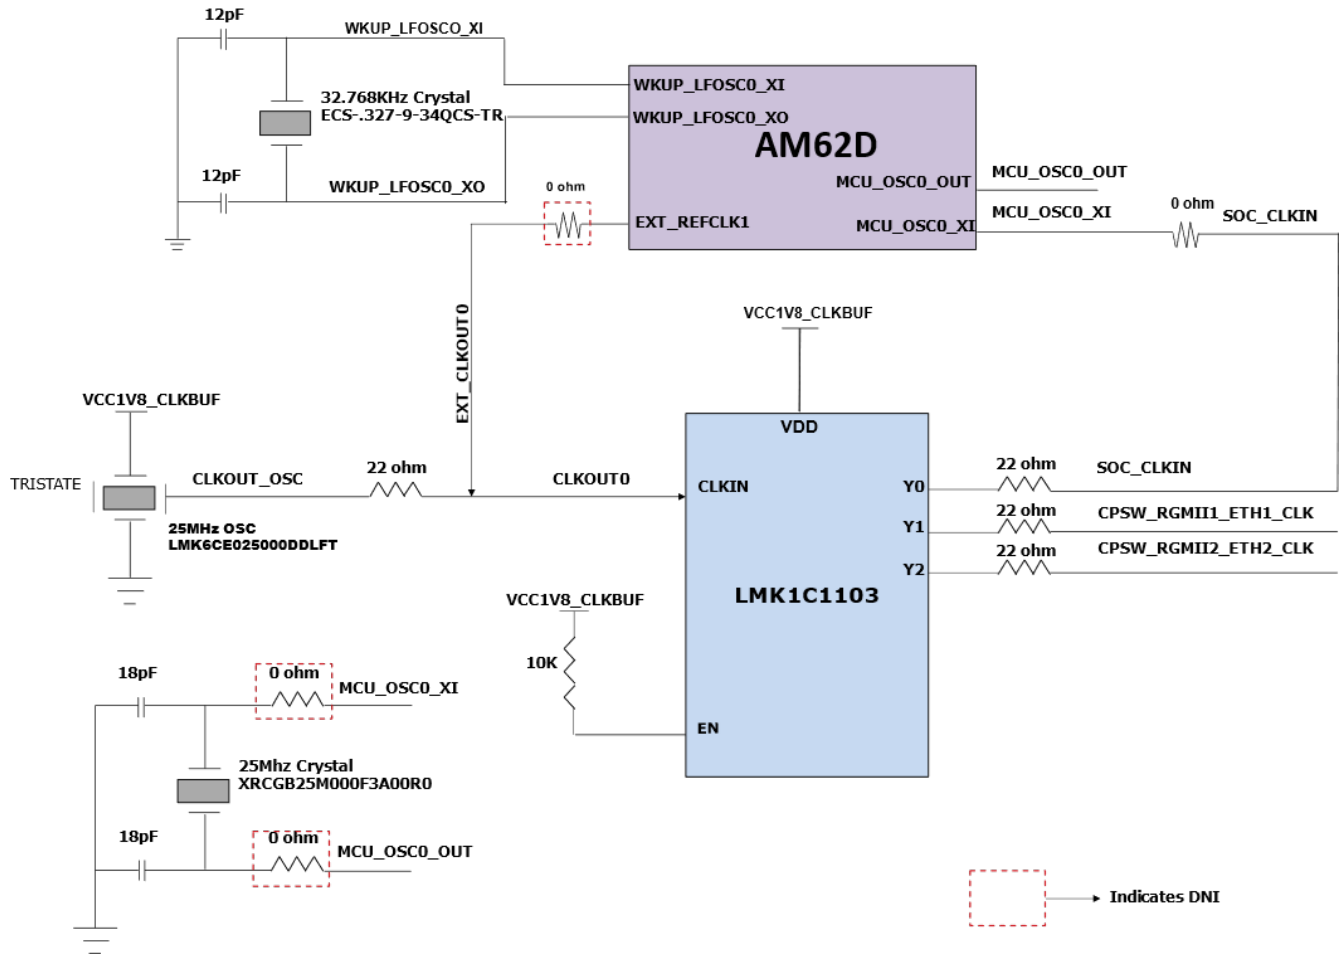 12pF
WKUP_LFOSCO_XI
32.768KHz Crystal
ECS-.327-9-34QCS-TR
12pF
WKUP_LFOSC0_XO
WKUP_LFOSC0_XI
WKUP_LFOSC0_XO
AM62D
MCU_OSC0_OUT
MCU_OSC0_XI
EXT_REFCLK1
0 ohm
MCU_OSC0_OUT
MCU_OSC0_XI
0 ohm
SOC_CLKIN
EXT_CLKOUT0
VCC1V8_CLKBUF
VCC1V8_CLKBUF
TRISTATE
CLKOUT_OSC
22 ohm
CLKOUT0
25MHz OSC
LMK6CE025000DDLFT
VDD
CLKIN
Y0
Y1
Y2
LMK1C1103
EN
22 ohm
SOC_CLKIN
22 ohm
CPSW_RGMII1_ETH1_CLK
22 ohm
CPSW_RGMII2_ETH2_CLK
VCC1V8_CLKBUF
10K
18pF
0 ohm
MCU_OSC0_XI
25Mhz Crystal
XRCGB25M000F3A00R0
18pF
0 ohm
MCU_OSC0_OUT
Indicates DNI